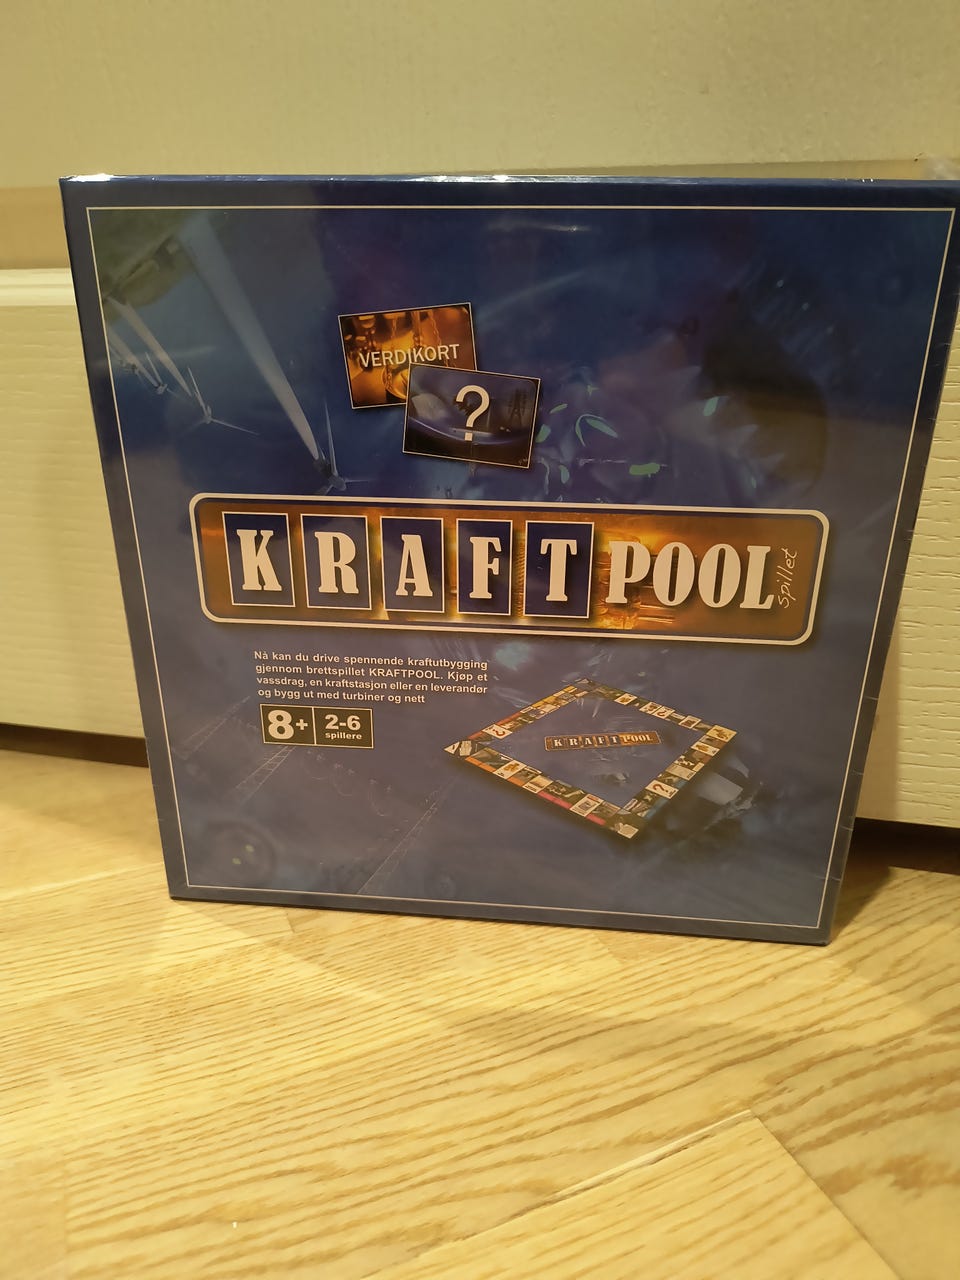 VERDIKORT
?
KRAFTPOOL spillet
Nå kan du drive spennende kraftutbygging
gjennom brettspillet KRAFTPOOL. Kjøp et
vassdrag, en kraftstasjon eller en leverandør
og bygg ut med turbiner og nett
8+
2-6
spillere
KRAFTPOOL
?
?